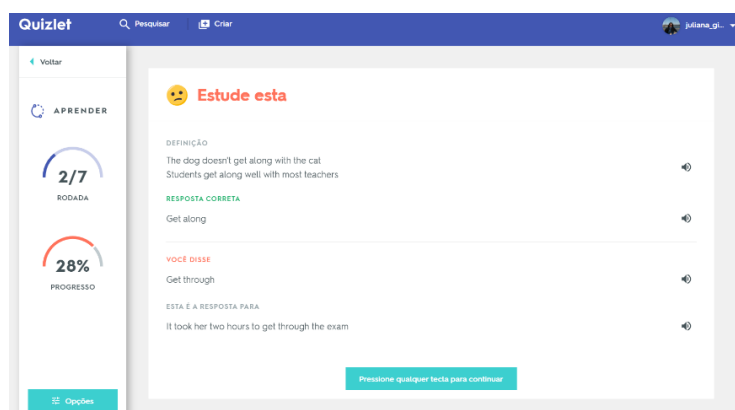 Quizlet
Pesquisar
Criar
juliana_gi...
Voltar
APRENDER
2/7
RODADA
28%
PROGRESSO
Opções
Estude esta
DEFINIÇÃO
The dog doesn't get along with the cat
Students get along well with most teachers
RESPOSTA CORRETA
Get along
VOCÊ DISSE
Get through
ESTA É A RESPOSTA PARA
It took her two hours to get through the exam
Pressione qualquer tecla para continuar